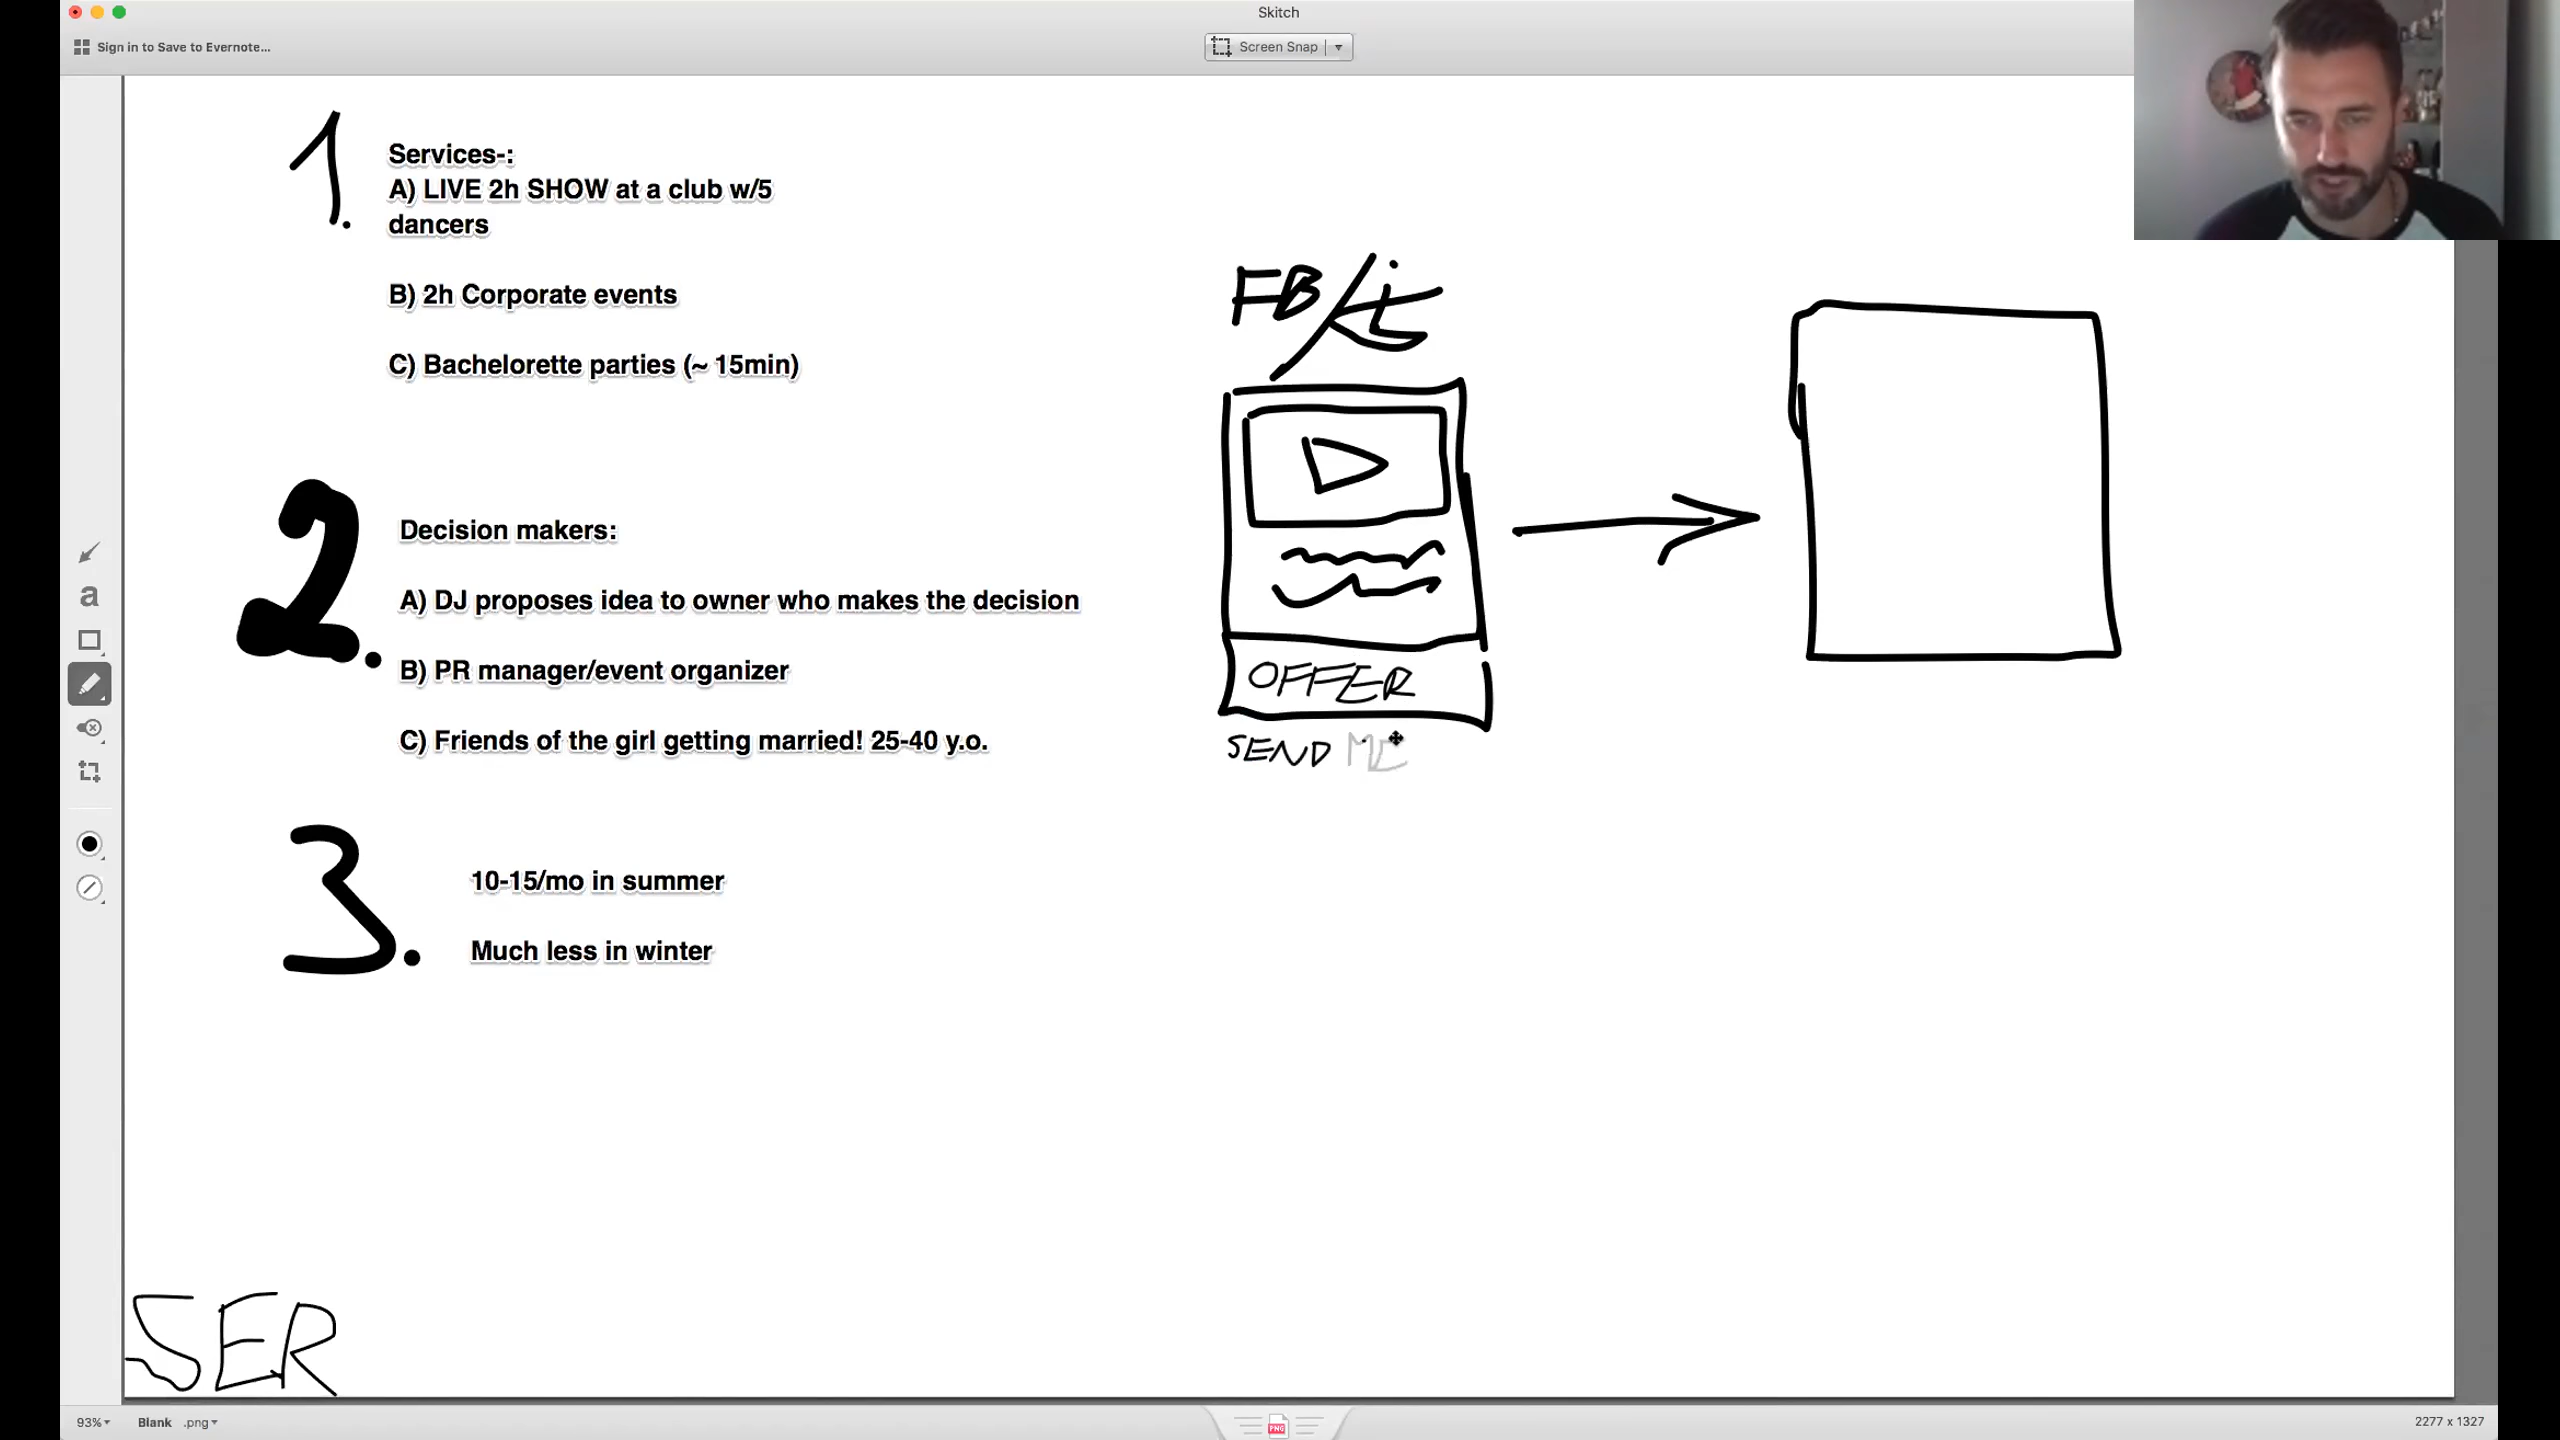 Skitch
Sign in to Save to Evernote...
Screen Snap
1.
Services-:
A) LIVE 2h SHOW at a club w/5
dancers
B) 2h Corporate events
C) Bachelorette parties (~ 15min)
2.
Decision makers:
A) DJ proposes idea to owner who makes the decision
B) PR manager/event organizer
C) Friends of the girl getting married! 25-40 y.o.
3.
10-15/mo in summer
Much less in winter
FB/
OFFER
SEND ME
SER
a
93%
Blank .png
PNG
2277 x 1327